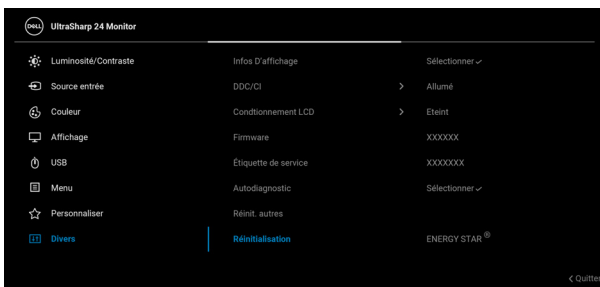 DELL UltraSharp 24 Monitor
Luminosité/Contraste Infos D'affichage Sélectionner
Source entrée DDC/CI Allumé
Couleur Condtionnement LCD Eteint
Affichage Firmware XXXXXX
USB Étiquette de service XXXXXXX
Menu Autodiagnostic Sélectionner
Personnaliser Réinit. autres
Divers Réinitialisation ENERGY STAR ®
Quitter